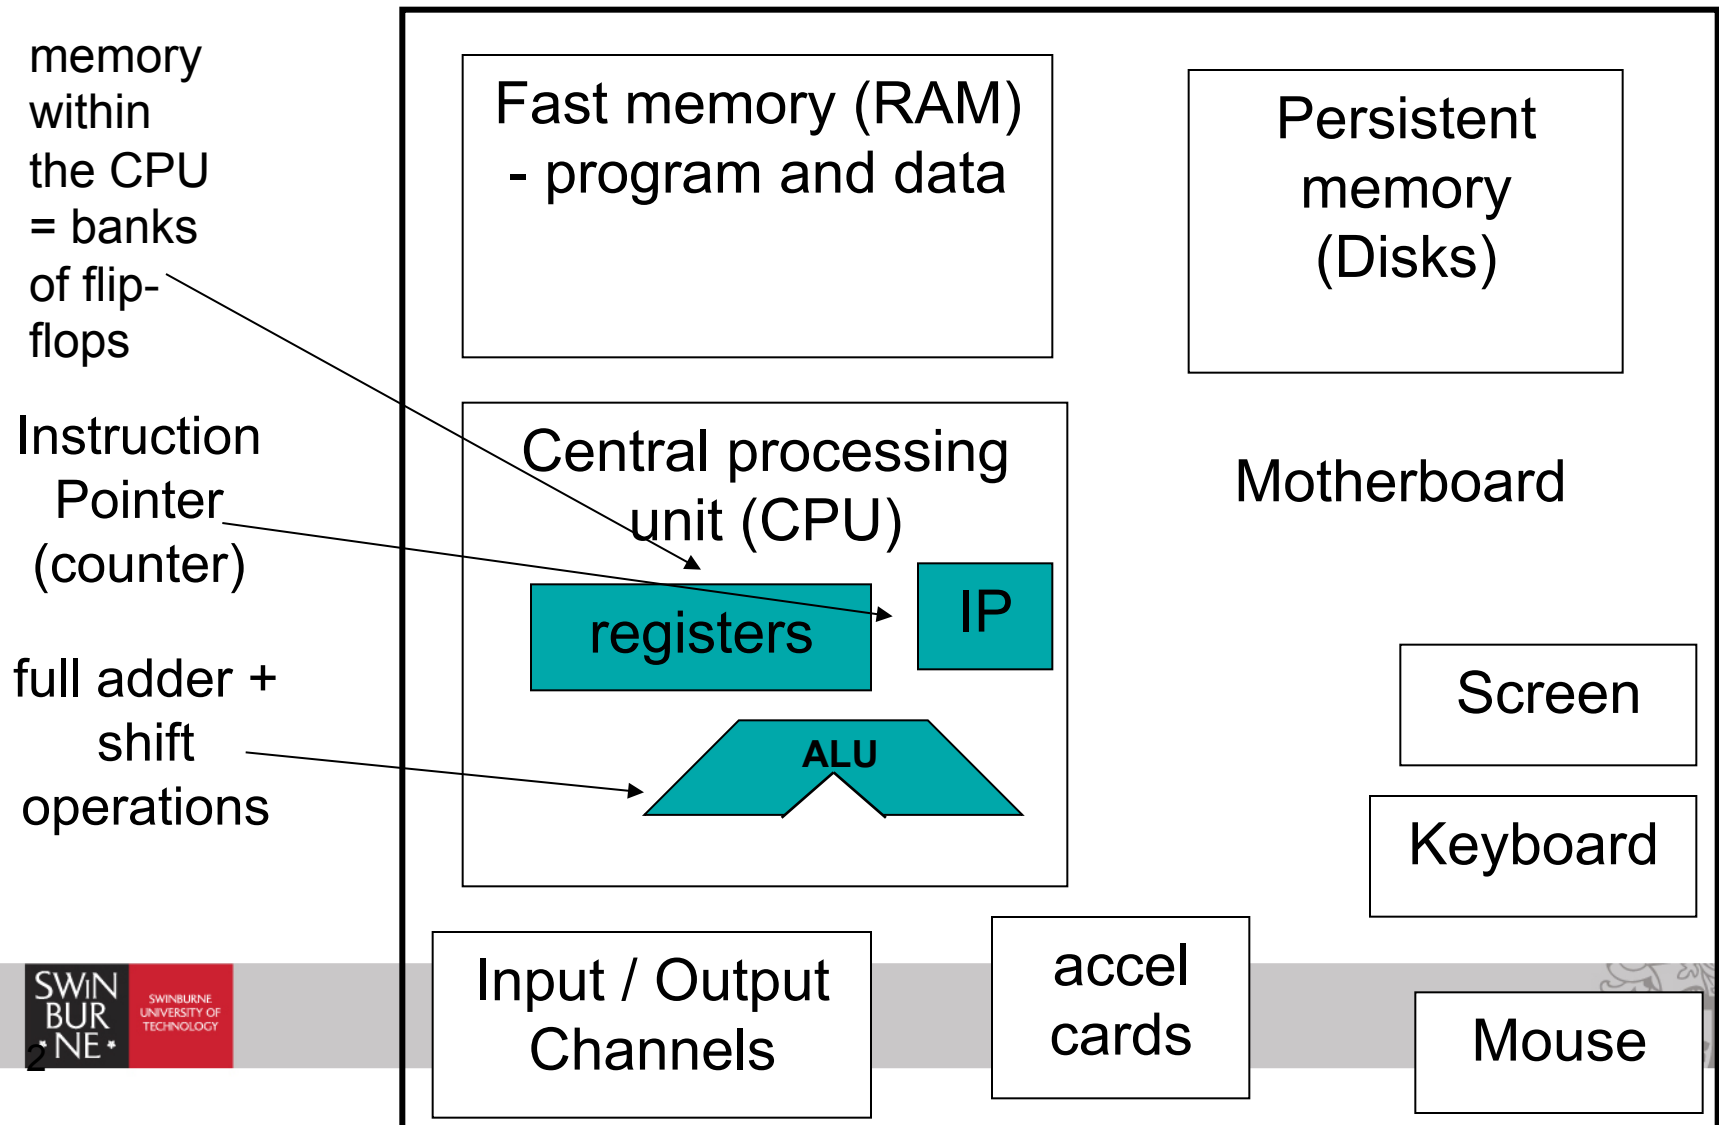 memory
within
the CPU
= banks
of flip-
flops
Instruction
Pointer
(counter)
full adder +
shift
operations
Fast memory (RAM)
- program and data
Persistent
memory
(Disks)
Central processing
unit (CPU)
registers
IP
ALU
Motherboard
Screen
Keyboard
Mouse
Input / Output
Channels
accel
cards
SWIN
BUR
*NE*
SWINBURNE
UNIVERSITY OF
TECHNOLOGY
2